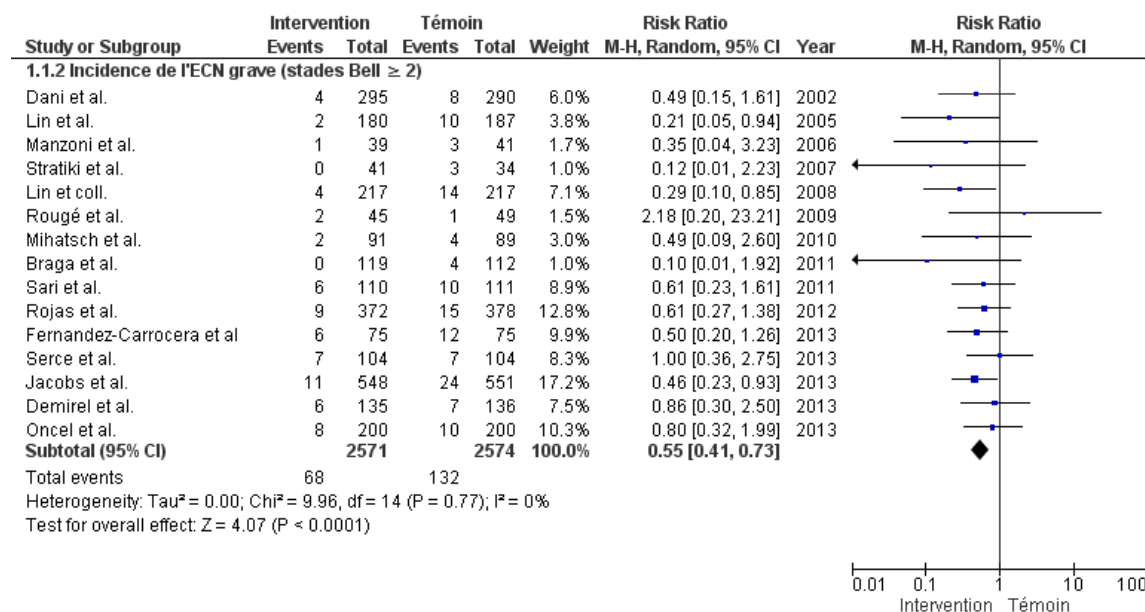 Intervention Témoin Risk Ratio Risk Ratio
Study or Subgroup Events Total Events Total Weight M-H, Random, 95% CI Year M-H, Random, 95% CI
1.1.2 Incidence de l'ECN grave (stades Bell ≥ 2)
Dani et al. 4 295 8 290 6.0% 0.49 [0.15, 1.61] 2002
Lin et al. 2 180 10 187 3.8% 0.21 [0.05, 0.94] 2005
Manzoni et al. 1 39 3 41 1.7% 0.35 [0.04, 3.23] 2006
Stratiki et al. 0 41 3 34 1.0% 0.12 [0.01, 2.23] 2007
Lin et coll. 4 217 14 217 7.1% 0.29 [0.10, 0.85] 2008
Rougé et al. 2 45 1 49 1.5% 2.18 [0.20, 23.21] 2009
Mihatsch et al. 2 91 4 89 3.0% 0.49 [0.09, 2.60] 2010
Braga et al. 0 119 4 112 1.0% 0.10 [0.01, 1.92] 2011
Sari et al. 6 110 10 111 8.9% 0.61 [0.23, 1.61] 2011
Rojas et al. 9 372 15 378 12.8% 0.61 [0.27, 1.38] 2012
Fernandez-Carrocera et al 6 75 12 75 9.9% 0.50 [0.20, 1.26] 2013
Serce et al. 7 104 7 104 8.3% 1.00 [0.36, 2.75] 2013
Jacobs et al. 11 548 24 551 17.2% 0.46 [0.23, 0.93] 2013
Demirel et al. 6 135 7 136 7.5% 0.86 [0.30, 2.50] 2013
Oncel et al. 8 200 10 200 10.3% 0.80 [0.32, 1.99] 2013
Subtotal (95% CI) 2571 2574 100.0% 0.55 [0.41, 0.73]
Total events 68 132
Heterogeneity: Tau² = 0.00; Chi² = 9.96, df = 14 (P = 0.77); I² = 0%
Test for overall effect: Z = 4.07 (P < 0.0001)
0.01 0.1 1 10 100
Intervention Témoin